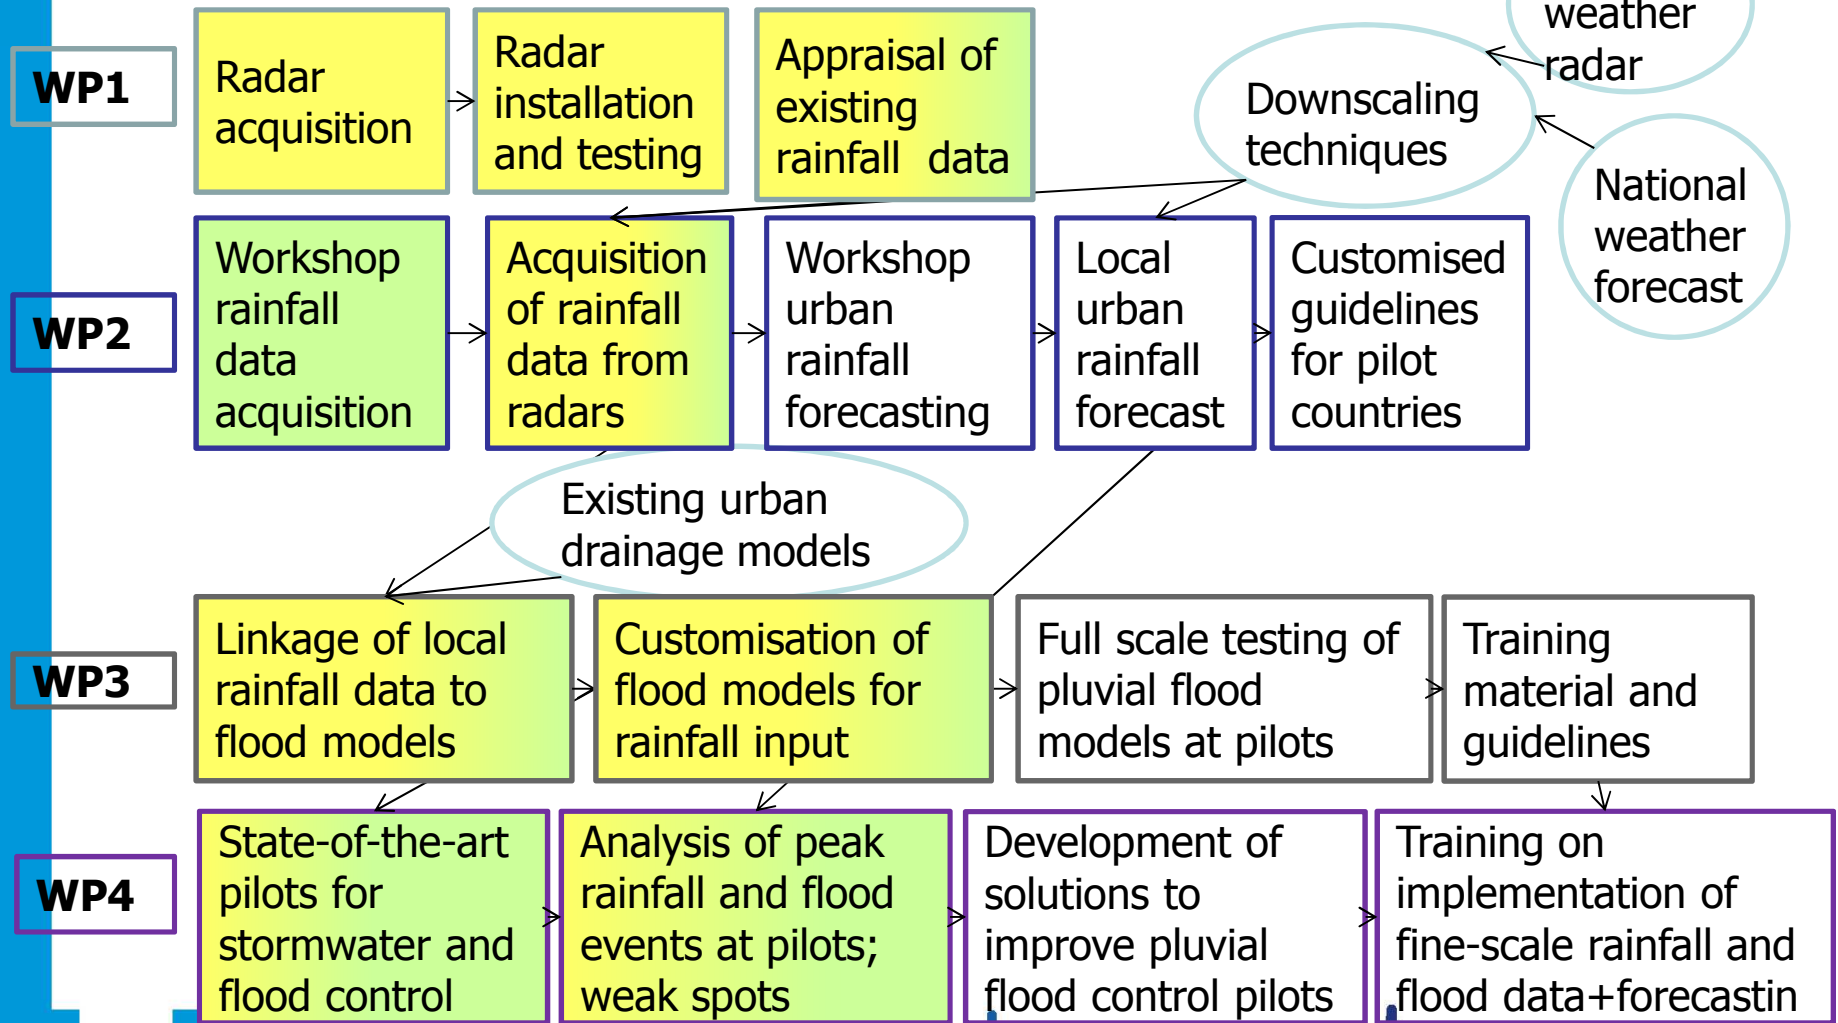 weather
radar
WP1
Radar
acquisition
Radar
installation
and testing
Appraisal of
existing
rainfall data
Downscaling
techniques
National
weather
forecast
WP2
Workshop
rainfall
data
acquisition
Acquisition
of rainfall
data from
radars
Workshop
urban
rainfall
forecasting
Local
urban
rainfall
forecast
Customised
guidelines
for pilot
countries
Existing urban
drainage models
WP3
Linkage of local
rainfall data to
flood models
Customisation of
flood models for
rainfall input
Full scale testing of
pluvial flood
models at pilots
Training
material and
guidelines
WP4
State-of-the-art
pilots for
stormwater and
flood control
Analysis of peak
rainfall and flood
events at pilots;
weak spots
Development of
solutions to
improve pluvial
flood control pilots
Training on
implementation of
fine-scale rainfall and
flood data+forecastin